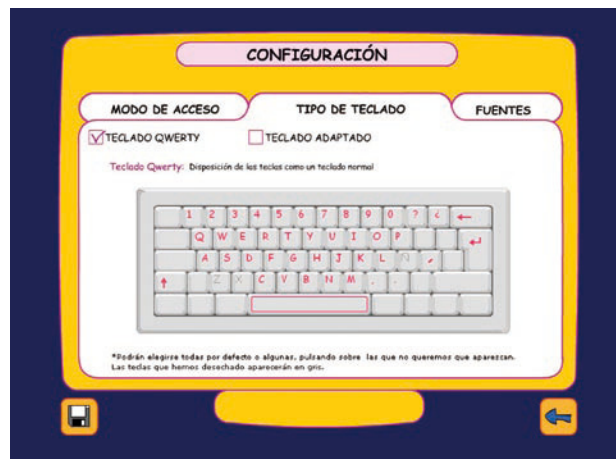 CONFIGURACIÓN
MODO DE ACCESO TIPO DE TECLADO FUENTES
TECLADO QWERTY TECLADO ADAPTADO
Teclado Qwerty: Disposición de las teclas como un teclado normal
1 2 3 4 5 6 7 8 9 0 ? ¿
Q W E R T Y U I O P
A S D F G H J K L Ñ ´
Z X C V B N M , .
*Podrán elegirse todas por defecto o algunas, pulsando sobre las que no queremos que aparezcan.
Las teclas que hemos desechado aparecerán en gris.